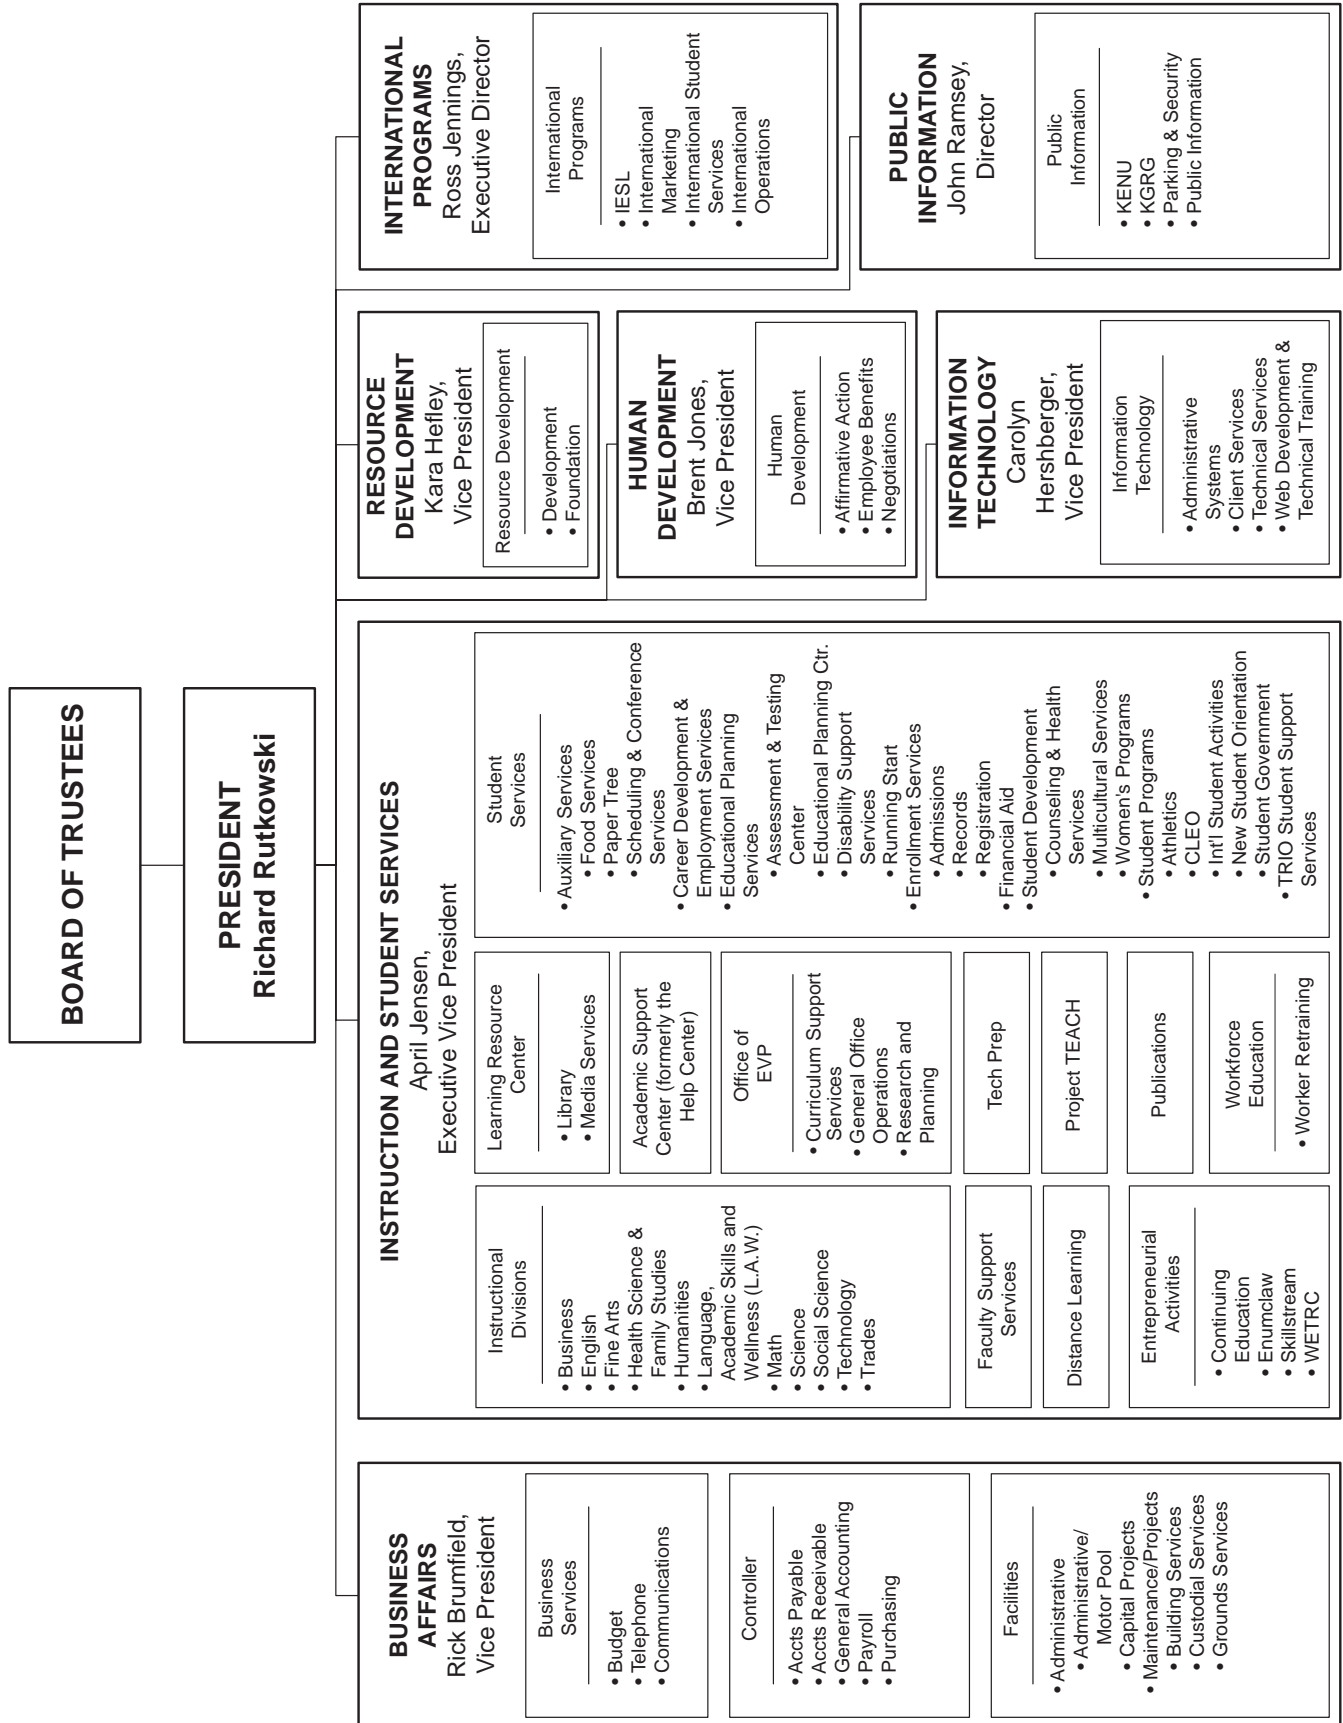 BOARD OF TRUSTEES
PRESIDENT
Richard Rutkowski
BUSINESS
AFFAIRS
Rick Brumfield,
Vice President
Business
Services
• Budget
• Telephone
• Communications
Controller
• Accts Payable
• Accts Receivable
• General Accounting
• Payroll
• Purchasing
Facilities
• Administrative
• Administrative/
Motor Pool
• Capital Projects
• Maintenance/Projects
• Building Services
• Custodial Services
• Grounds Services
INSTRUCTION AND STUDENT SERVICES
April Jensen,
Executive Vice President
Instructional
Divisions
• Business
• English
• Fine Arts
• Health Science &
Family Studies
• Humanities
• Language,
Academic Skills and
Wellness (L.A.W.)
• Math
• Science
• Social Science
• Technology
• Trades
Faculty Support
Services
Distance Learning
Entrepreneurial
Activities
• Continuing
Education
• Enumclaw
• Skillstream
• WETRC
Learning Resource
Center
• Library
• Media Services
Academic Support
Center (formerly the
Help Center)
Office of
EVP
• Curriculum Support
Services
• General Office
Operations
• Research and
Planning
Tech Prep
Project TEACH
Publications
Workforce
Education
• Worker Retraining
Student
Services
• Auxiliary Services
• Food Services
• Paper Tree
• Scheduling & Conference
Services
• Career Development &
Employment Services
• Educational Planning
Services
• Assessment & Testing
Center
• Educational Planning Ctr.
• Disability Support
Services
• Running Start
• Enrollment Services
• Admissions
• Records
• Registration
• Financial Aid
• Student Development
• Counseling & Health
Services
• Multicultural Services
• Women's Programs
• Student Programs
• Athletics
• CLEO
• Int'l Student Activities
• New Student Orientation
• Student Government
• TRIO Student Support
Services
RESOURCE
DEVELOPMENT
Kara Hefley,
Vice President
Resource Development
• Development
• Foundation
HUMAN
DEVELOPMENT
Brent Jones,
Vice President
Human
Development
• Affirmative Action
• Employee Benefits
• Negotiations
INFORMATION
TECHNOLOGY
Carolyn
Hershberger,
Vice President
Information
Technology
• Administrative
Systems
• Client Services
• Technical Services
• Web Development &
Technical Training
INTERNATIONAL
PROGRAMS
Ross Jennings,
Executive Director
International
Programs
• IESL
• International
Marketing
• International Student
Services
• International
Operations
PUBLIC
INFORMATION
John Ramsey,
Director
Public
Information
• KENU
• KGRG
• Parking & Security
• Public Information